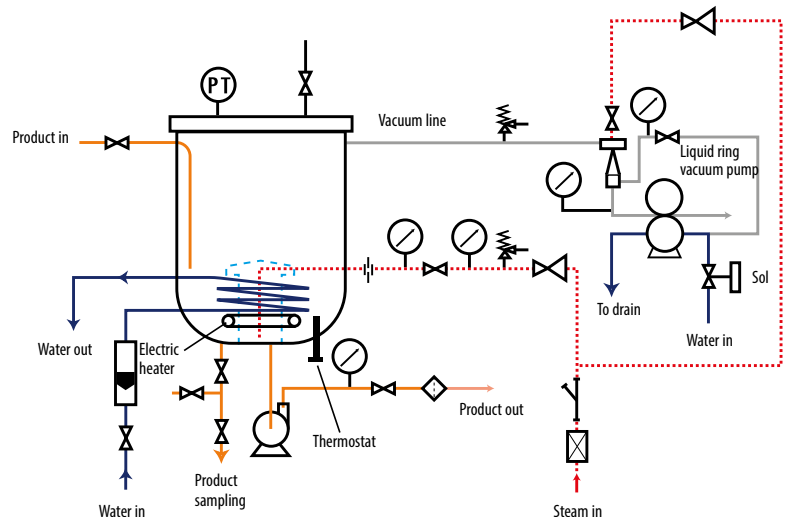 PT
Product in
Vacuum line
Liquid ring
vacuum pump
Sol
To drain
Water in
Water out
Electric
heater
Thermostat
Product out
Product
sampling
Water in
Steam in